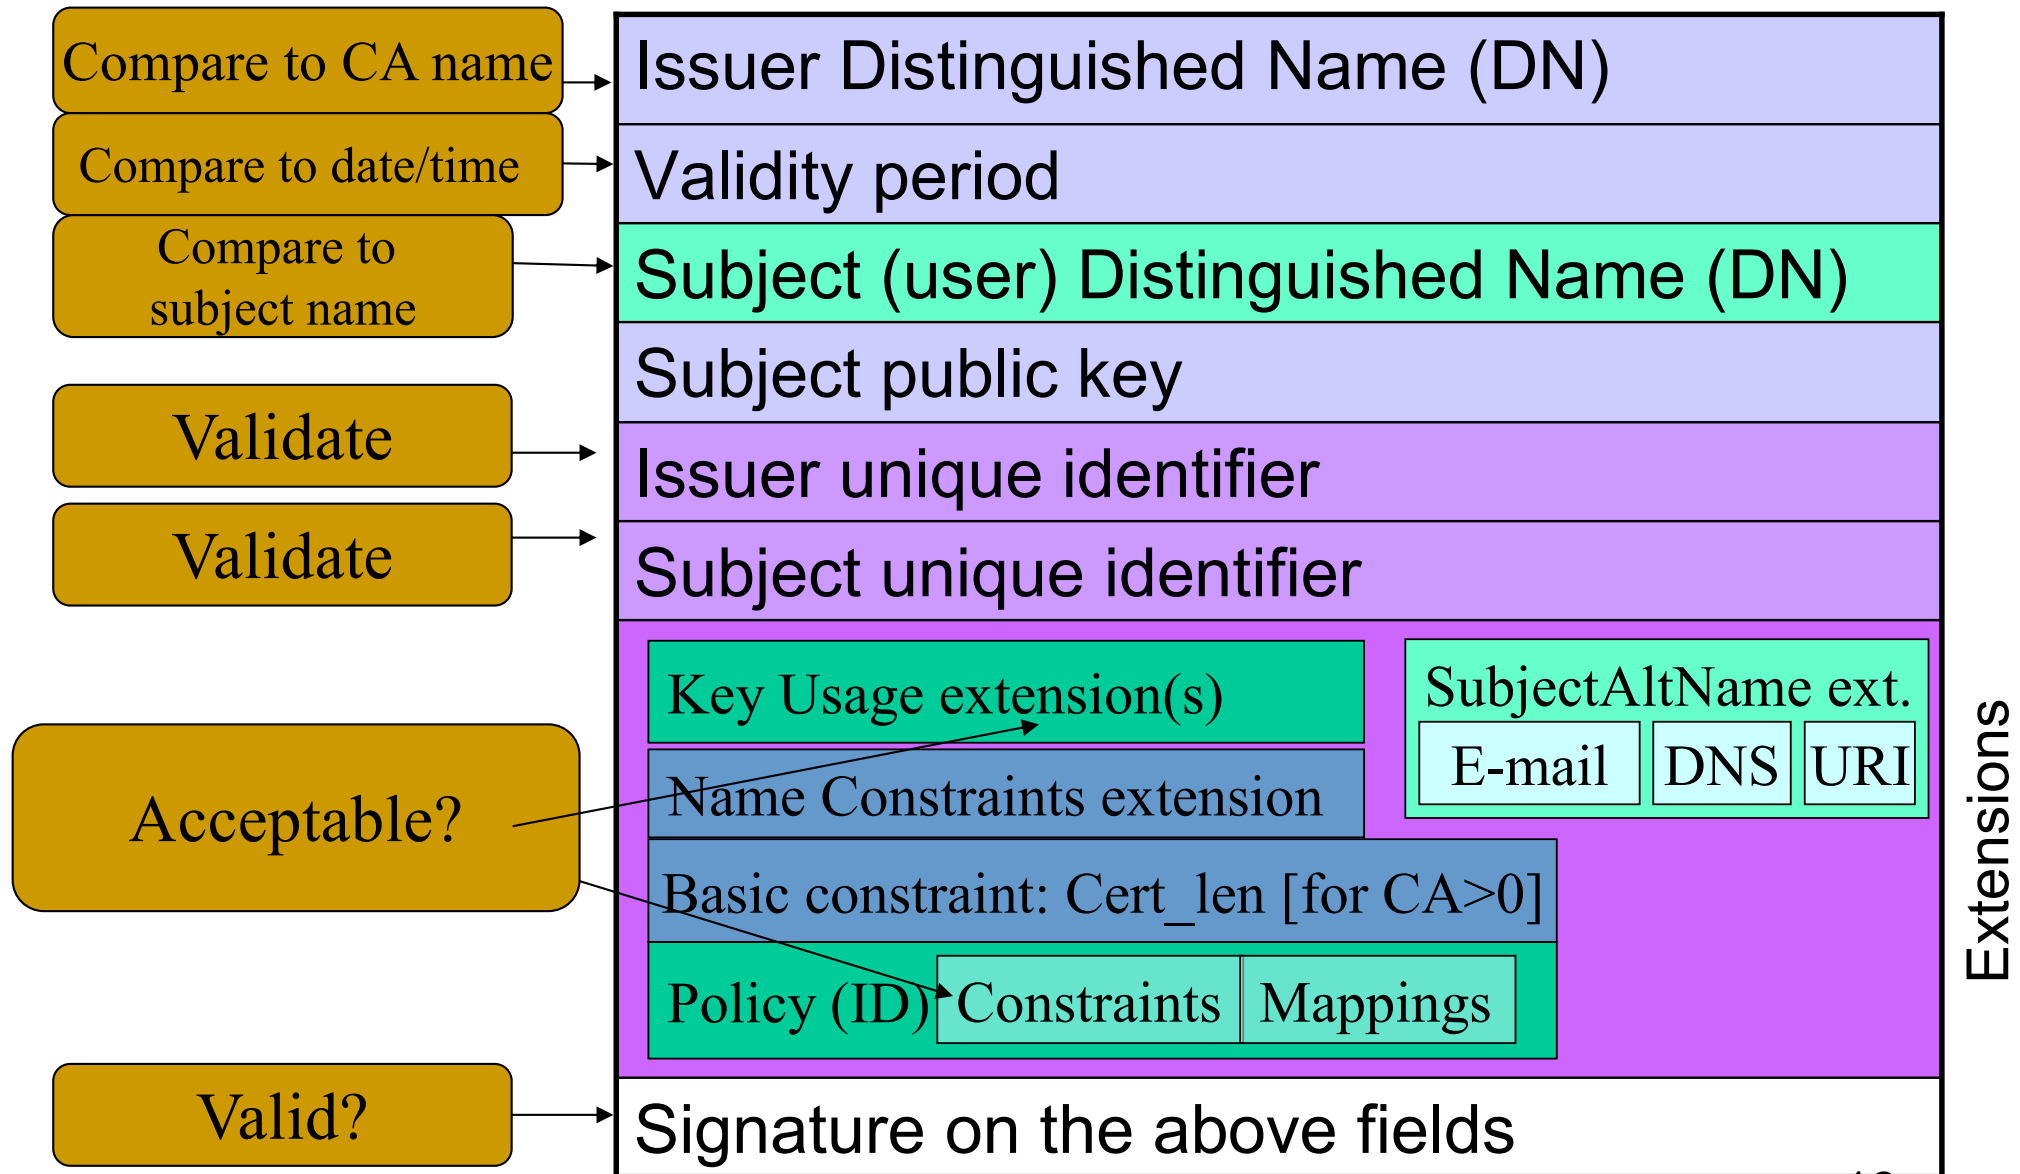 Compare to CA name
Issuer Distinguished Name (DN)
Compare to date/time
Validity period
Compare to
subject name
Subject (user) Distinguished Name (DN)
Subject public key
Validate
Issuer unique identifier
Validate
Subject unique identifier
Key Usage extension(s)
SubjectAltName ext.
E-mail
DNS
URI
Acceptable?
Name Constraints extension
Basic constraint: Cert_len [for CA>0]
Policy (ID)
Constraints
Mappings
Extensions
Valid?
Signature on the above fields